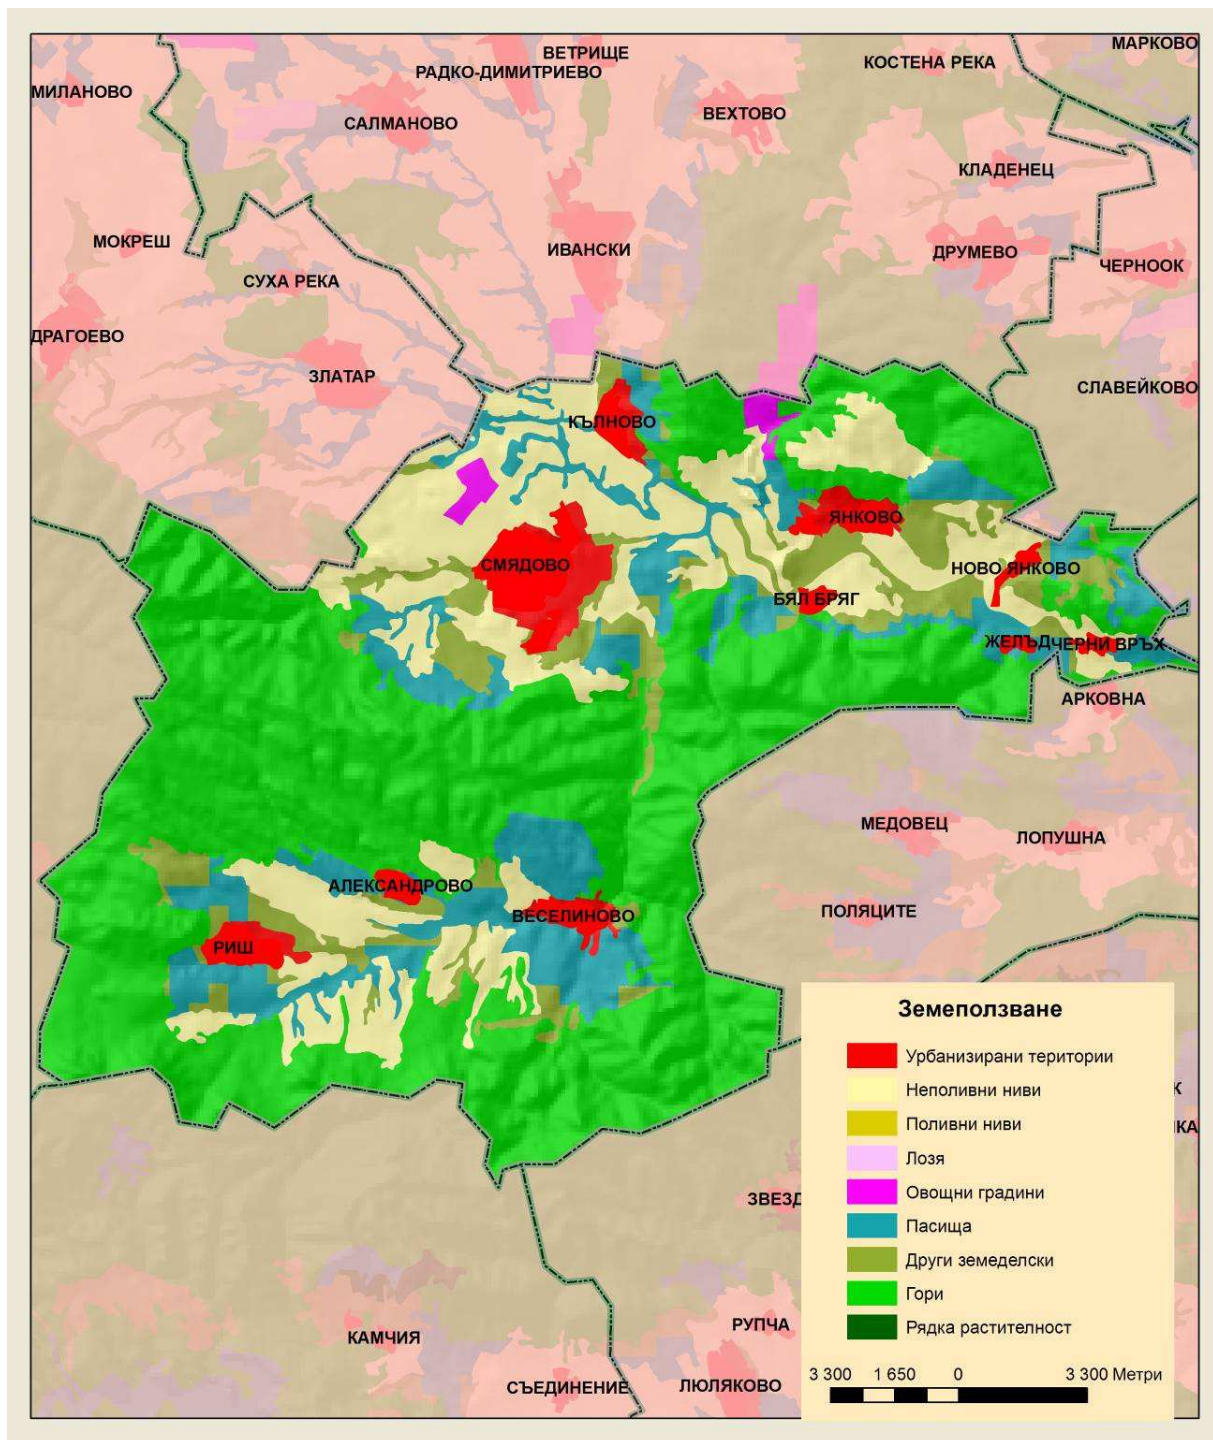 МАРКОВО
ВЕТРИЩЕ
КОСТЕНА РЕКА
РАДКО-ДИМИТРИЕВО
МИЛАНОВО
ВЕХТОВО
САЛМАНОВО
КЛАДЕНЕЦ
МОКРЕШ
ИВАНСКИ
ДРУМЕВО
ЧЕРНООК
СУХА РЕКА
ДРАГОЕВО
ЗЛАТАР
СЛАВЕЙКОВО
КЪЛНОВО
ЯНКОВО
СМЯДОВО
НОВО ЯНКОВО
БЯЛ БРЯГ
ЖЕЛЪД
ЧЕРНИ ВРЪХ
АРКОВНА
МЕДОВЕЦ
ЛОПУШНА
АЛЕКСАНДРОВО
ВЕСЕЛИНОВО
ПОЛЯЦИТЕ
РИШ
Земеползване
Урбанизирани територии
Неполивни ниви
К
Поливни ниви
КА
Лозя
Овощни градини
ЗВЕЗД
Пасища
Други земеделски
Гори
Рядка растителност
РУПЧА
КАМЧИЯ
3 300 1 650 0 3 300 Метри
СЪЕДИНЕНИЕ
ЛЮЛЯКОВО